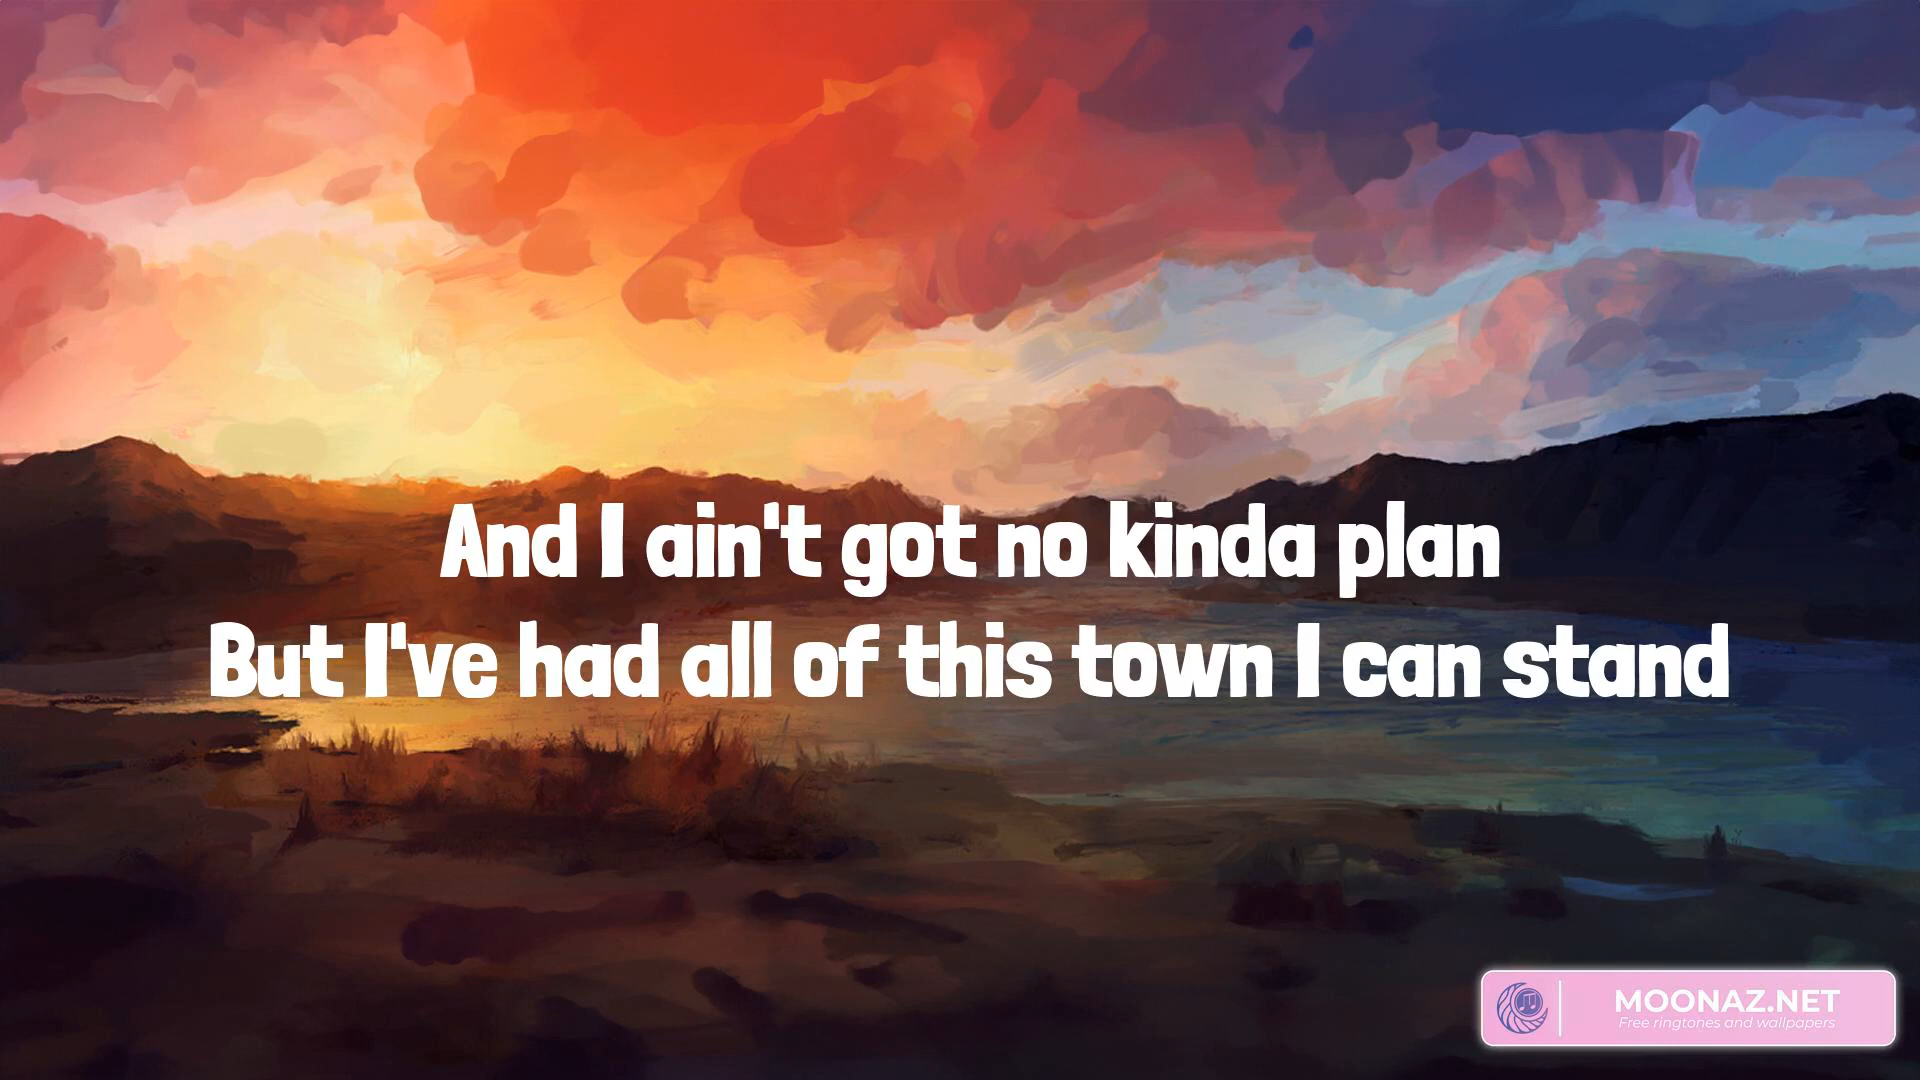 And I ain't got no kinda plan
But I've had all of this town I can stand
MOONAZ.NET
Free ringtones and wallpapers